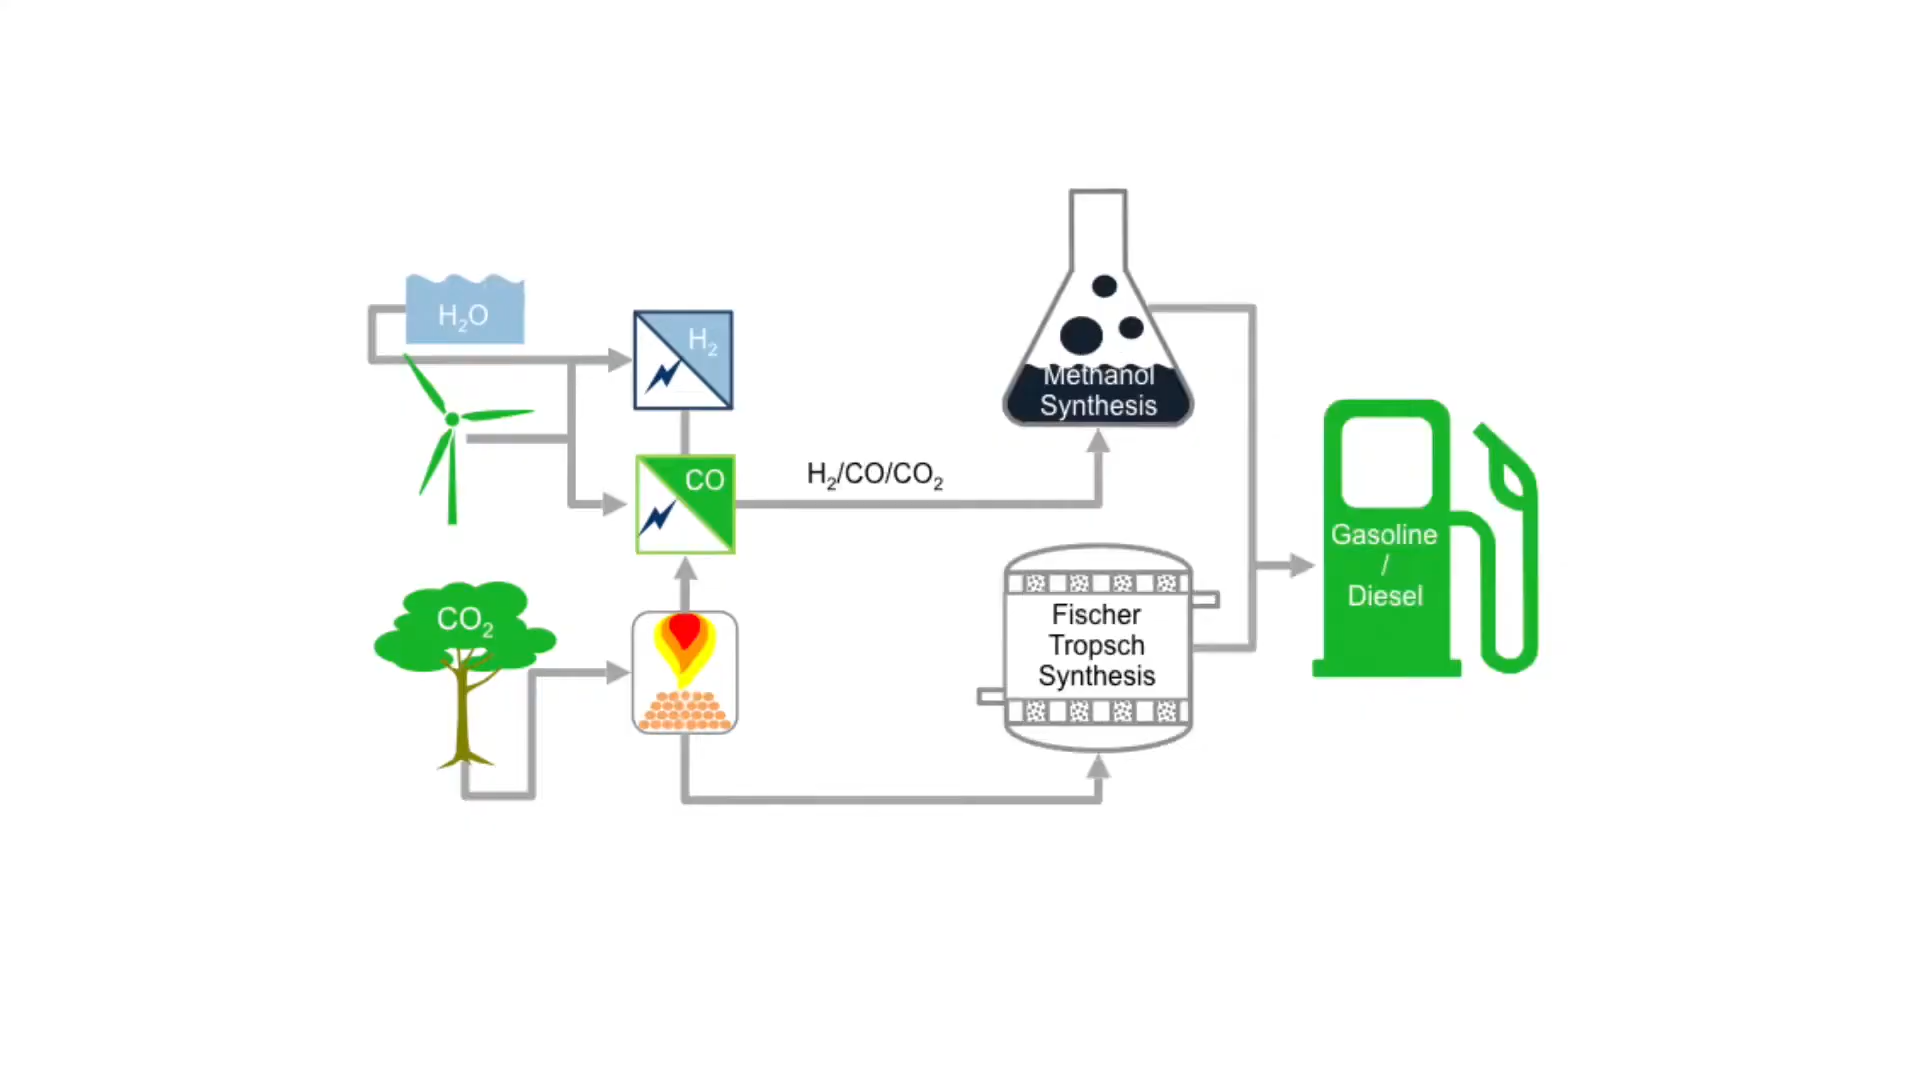 H₂O
H₂
CO
H₂/CO/CO₂
CO₂
Methanol
Synthesis
Fischer
Tropsch
Synthesis
Gasoline
/
Diesel